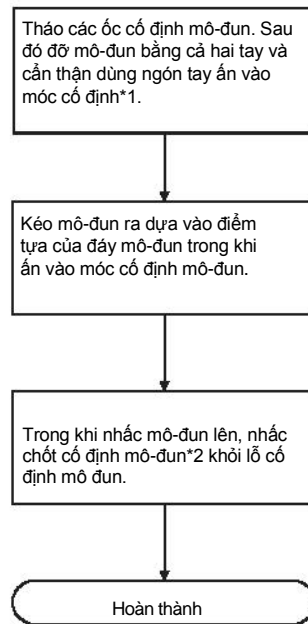 Tháo các ốc cố định mô-đun. Sau
đó đỡ mô-đun bằng cả hai tay và
cẩn thận dùng ngón tay ấn vào
móc cố định*1.
Kéo mô-đun ra dựa vào điểm
tựa của đáy mô-đun trong khi
ấn vào móc cố định mô-đun.
Trong khi nhấc mô-đun lên, nhấc
chốt cố định mô-đun*2 khỏi lỗ cố
định mô đun.
Hoàn thành